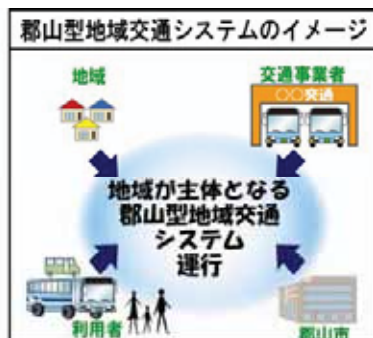 郡山型地域交通システムのイメージ
地域
交通事業者
〇〇交通
地域が主体となる
郡山型地域交通
システム
運行
利用者
郡山市